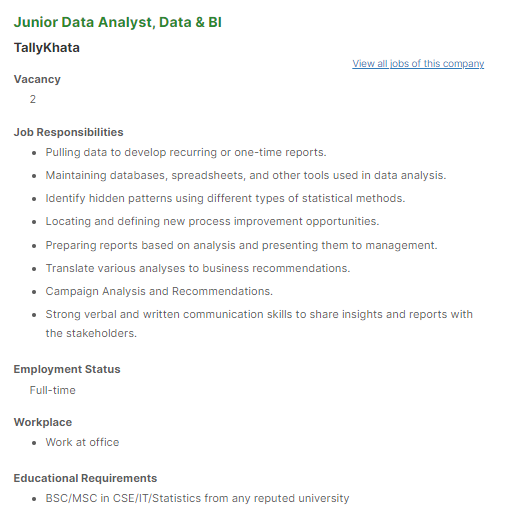 Junior Data Analyst, Data & BI
TallyKhata
View all jobs of this company
Vacancy
2
Job Responsibilities
• Pulling data to develop recurring or one-time reports.
• Maintaining databases, spreadsheets, and other tools used in data analysis.
• Identify hidden patterns using different types of statistical methods.
• Locating and defining new process improvement opportunities.
• Preparing reports based on analysis and presenting them to management.
• Translate various analyses to business recommendations.
• Campaign Analysis and Recommendations.
• Strong verbal and written communication skills to share insights and reports with
the stakeholders.
Employment Status
Full-time
Workplace
• Work at office
Educational Requirements
• BSC/MSC in CSE/IT/Statistics from any reputed university